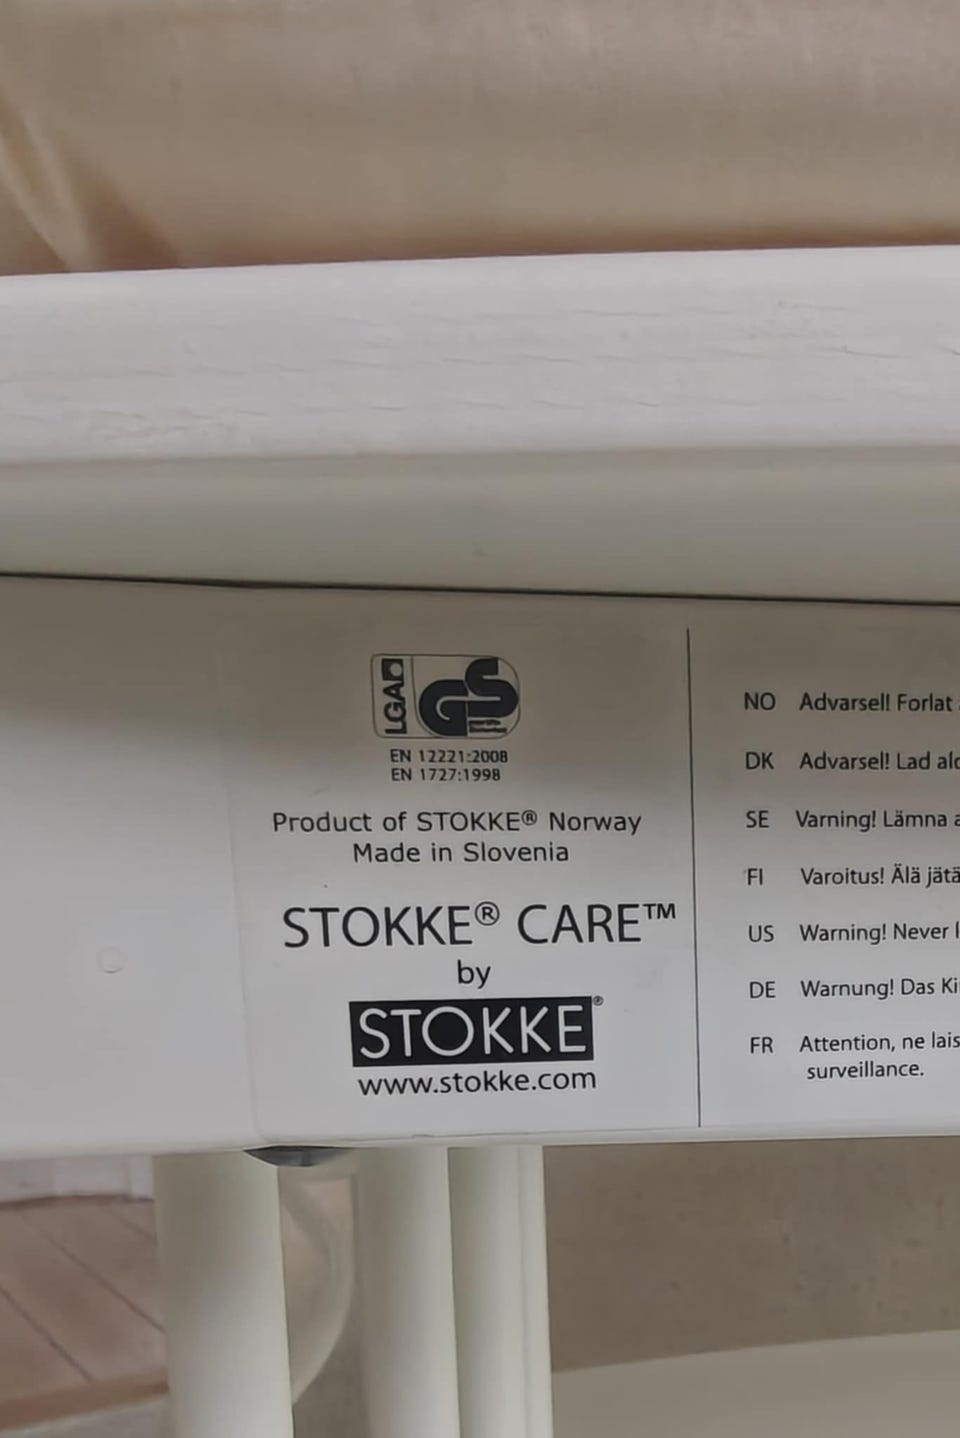 LGA
GS
EN 12221:2008
EN 1727:1998
Product of STOKKE® Norway
Made in Slovenia
STOKKE® CARE™
by
STOKKE®
www.stokke.com
NO Advarsel! Forlat
DK Advarsel! Lad
SE Varning! Lämna
FI Varoitus! Älä
US Warning! Never
DE Warnung! Das
FR Attention, ne
surveillance.